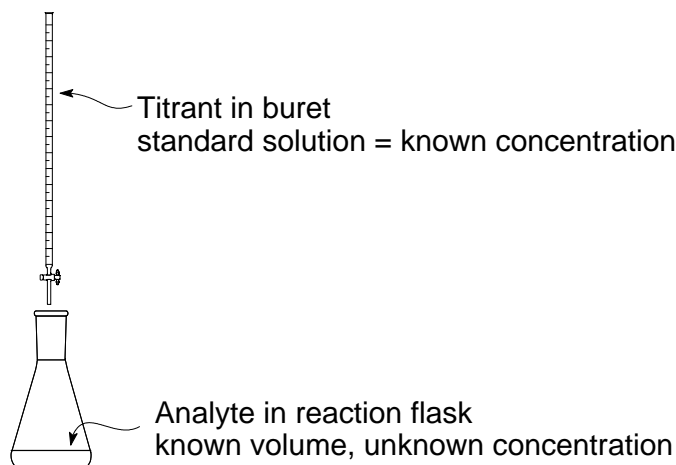 Titrant in buret
standard solution = known concentration
Analyte in reaction flask
known volume, unknown concentration